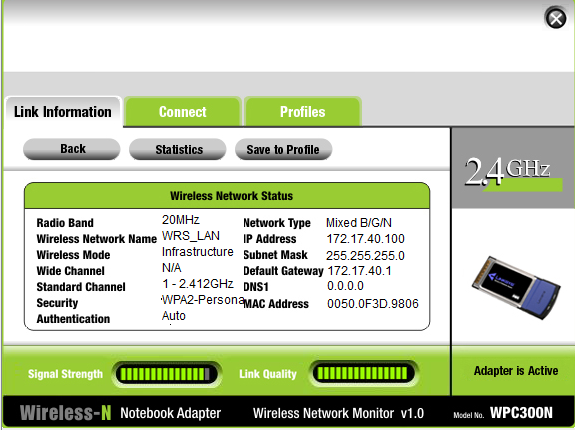 Link Information Connect Profiles
Back Statistics Save to Profile
2.4GHz
Wireless Network Status
Radio Band 20MHz Network Type Mixed B/G/N
Wireless Network Name WRS_LAN IP Address 172.17.40.100
Wireless Mode Infrastructure Subnet Mask 255.255.255.0
Wide Channel N/A Default Gateway 172.17.40.1
Standard Channel 1 - 2.412GHz DNS1 0.0.0.0
Security WPA2-Persona MAC Address 0050.0F3D.9806
Authentication Auto
Signal Strength Link Quality Adapter is Active
Wireless-N Notebook Adapter Wireless Network Monitor v1.0 Model No. WPC300N